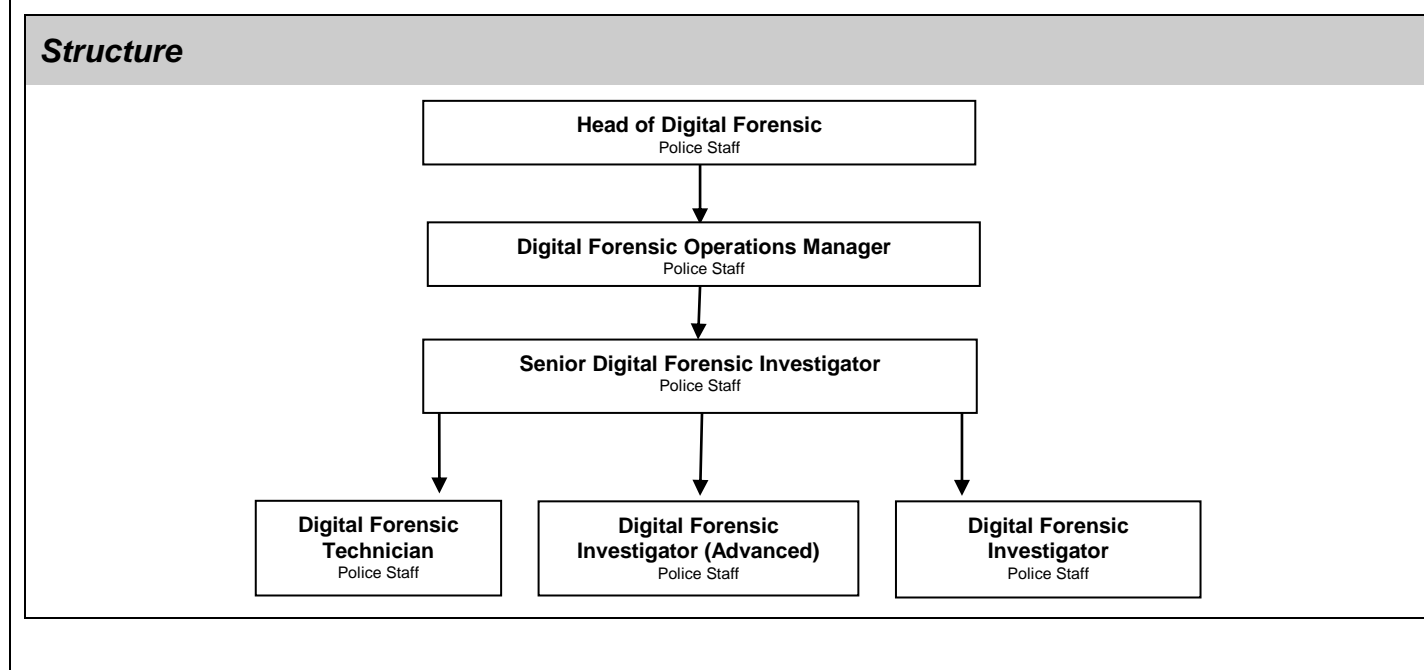 Structure
Head of Digital Forensic
Police Staff
Digital Forensic Operations Manager
Police Staff
Senior Digital Forensic Investigator
Police Staff
Digital Forensic
Technician
Police Staff
Digital Forensic
Investigator (Advanced)
Police Staff
Digital Forensic
Investigator
Police Staff